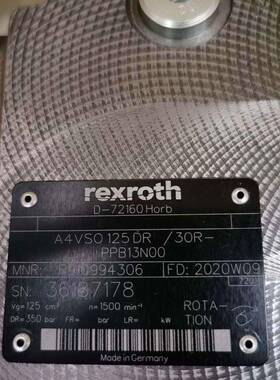 rexroth
D-72160 Horb
A4VSO 125 DR /30R-
PPB13N00
MNR: R910994306 FD: 2020W09
7201
SN: 36187178
Vg= 125 cm³ n= 1500 min⁻¹ ROTA-
TION
DR= 350 bar FR= bar LR= kW
Made in Germany